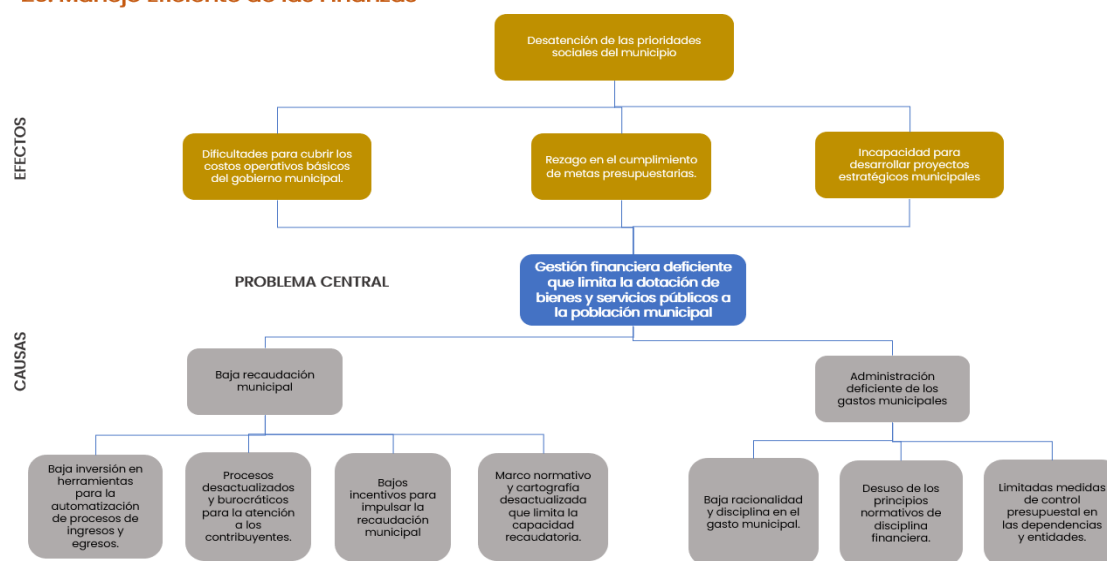 Manejo Eficiente de las Finanzas
Desatención de las prioridades
sociales del municipio
EFECTOS
Dificultades para cubrir los
costos operativos básicos
del gobierno municipal.
Rezago en el cumplimiento
de metas presupuestarias.
Incapacidad para
desarrollar proyectos
estratégicos municipales
PROBLEMA CENTRAL
Gestión financiera deficiente
que limita la dotación de
bienes y servicios públicos a
la población municipal
CAUSAS
Baja recaudación
municipal
Administración
deficiente de los
gastos municipales
Baja inversión en
herramientas
para la
automatización
de procesos de
ingresos y
egresos.
Procesos
desactualizados
y burocráticos
para la atención
a los
contribuyentes.
Bajos
incentivos para
impulsar la
recaudación
municipal
Marco normativo
y cartografía
desactualizada
que limita la
capacidad
recaudatoria.
Baja racionalidad
y disciplina en el
gasto municipal.
Desuso de los
principios
normativos de
disciplina
financiera.
Limitadas medidas
de control
presupuestal en
las dependencias
y entidades.